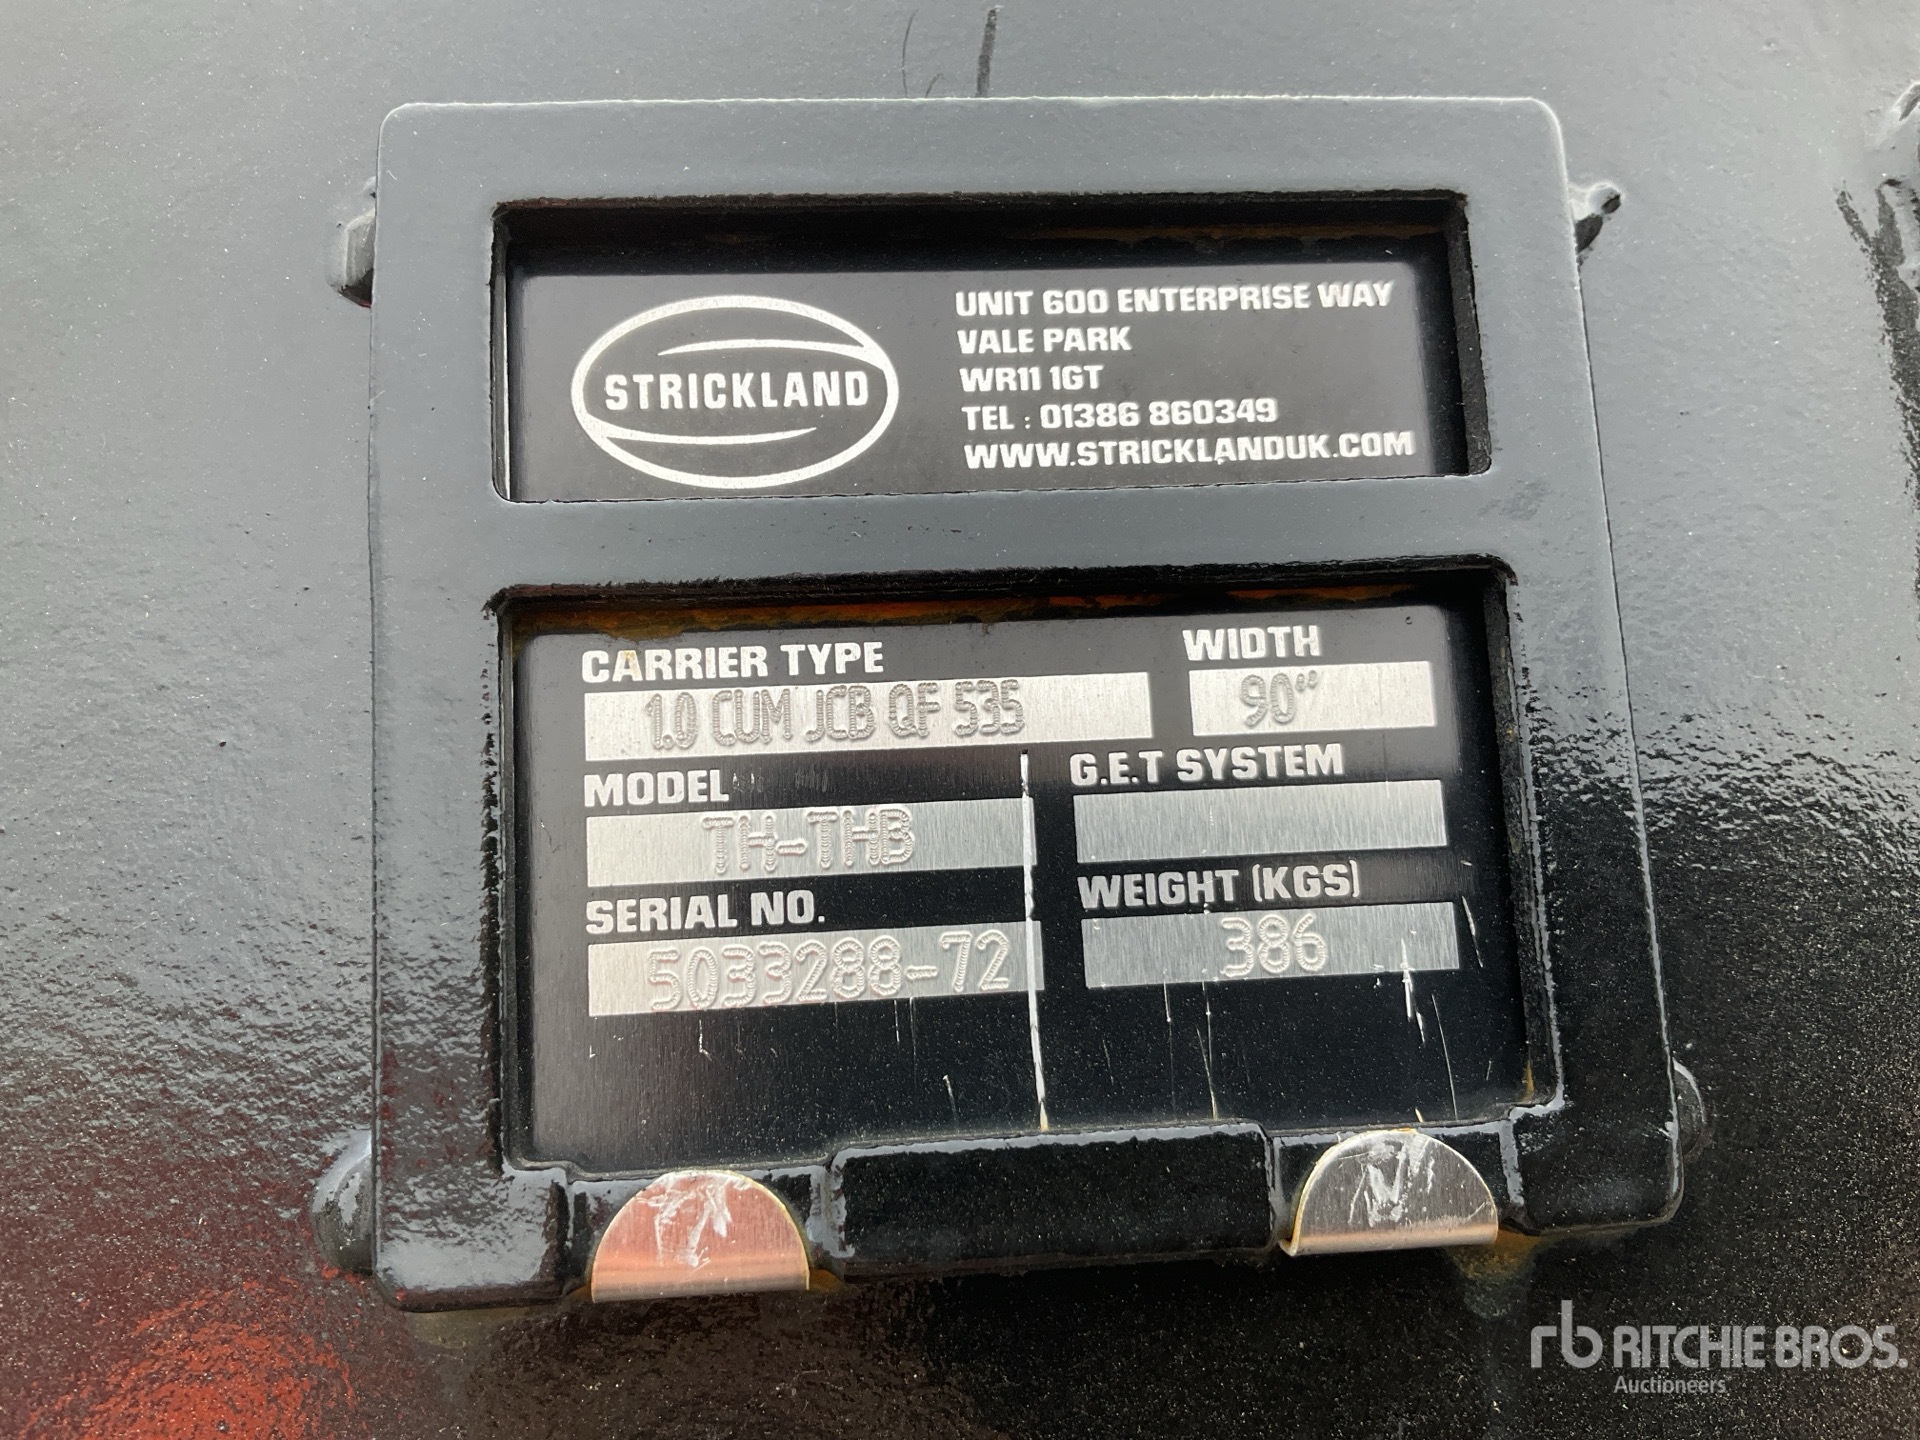 STRICKLAND
UNIT 600 ENTERPRISE WAY
VALE PARK
WR11 1GT
TEL : 01386 860349
WWW.STRICKLANDUK.COM
CARRIER TYPE
1.0 CUM JCB QF 535
WIDTH
90"
MODEL
TH-THB
G.E.T SYSTEM
SERIAL NO.
5033288-72
WEIGHT (KGS)
386
rb RITCHIE BROS.
Auctioneers